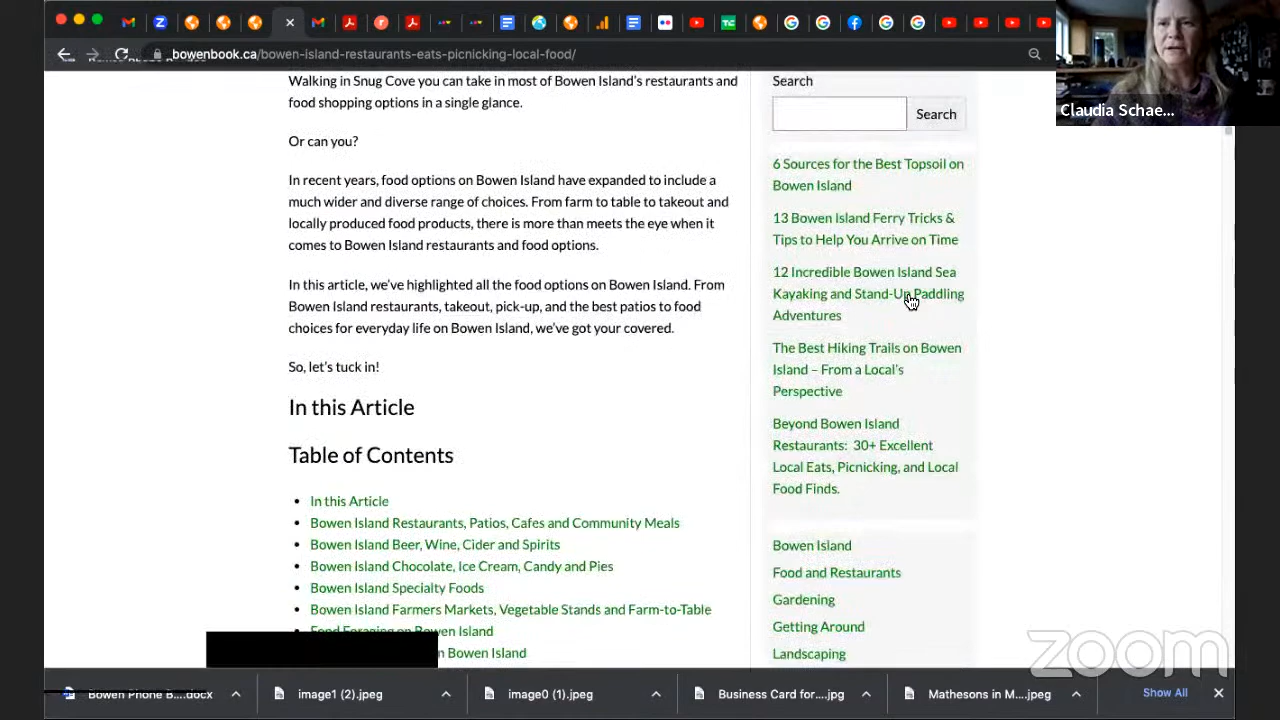 bowenbook.ca/bowen-island-restaurants-eats-picnicking-local-food/
Claudia Schae...
Walking in Snug Cove you can take in most of Bowen Island's restaurants and
food shopping options in a single glance.
Or can you?
In recent years, food options on Bowen Island have expanded to include a
much wider and diverse range of choices. From farm to table to takeout and
locally produced food products, there is more than meets the eye when it
comes to Bowen Island restaurants and food options.
In this article, we've highlighted all the food options on Bowen Island. From
Bowen Island restaurants, takeout, pick-up, and the best patios to food
choices for everyday life on Bowen Island, we've got your covered.
So, let's tuck in!
In this Article
Table of Contents
In this Article
Bowen Island Restaurants, Patios, Cafes and Community Meals
Bowen Island Beer, Wine, Cider and Spirits
Bowen Island Chocolate, Ice Cream, Candy and Pies
Bowen Island Specialty Foods
Bowen Island Farmers Markets, Vegetable Stands and Farm-to-Table
Food Foraging on Bowen Island
n Bowen Island
Search
Search
6 Sources for the Best Topsoil on
Bowen Island
13 Bowen Island Ferry Tricks &
Tips to Help You Arrive on Time
12 Incredible Bowen Island Sea
Kayaking and Stand-Up Paddling
Adventures
The Best Hiking Trails on Bowen
Island – From a Local's
Perspective
Beyond Bowen Island
Restaurants: 30+ Excellent
Local Eats, Picnicking, and Local
Food Finds.
Bowen Island
Food and Restaurants
Gardening
Getting Around
Landscaping
zoom
Bowen Phone B....docx
image1 (2).jpeg
image0 (1).jpeg
Business Card for....jpg
Mathesons in M....jpeg
Show All